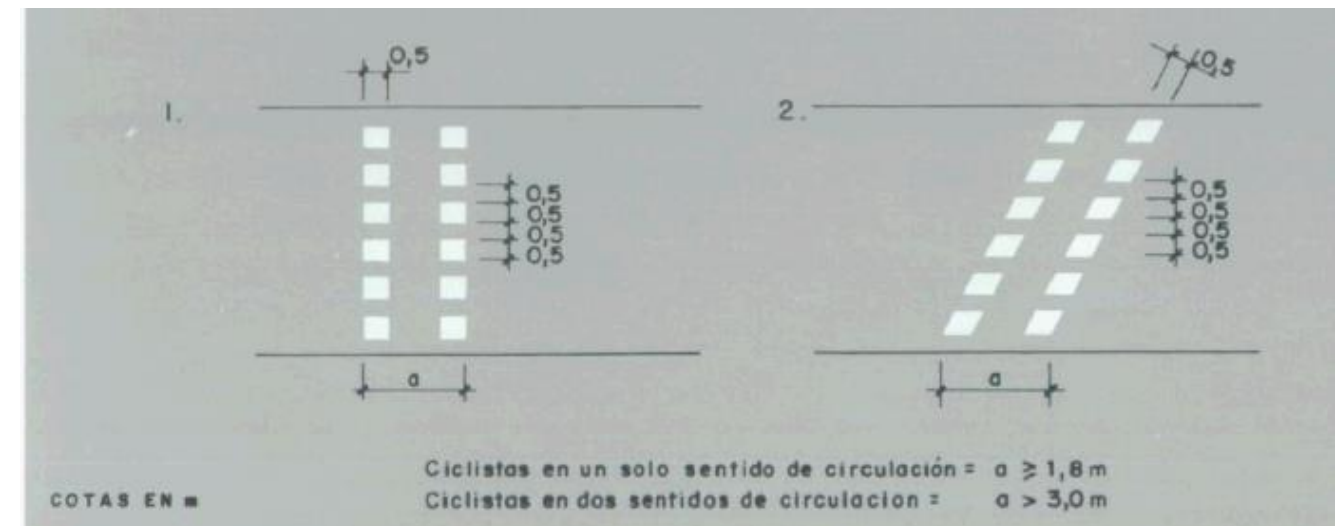 0,5
1.
0,5
0,5
0,5
0,5
a
0,5
2.
0,5
0,5
0,5
0,5
a
Ciclistas en un solo sentido de circulación = a ≥ 1,8 m
Ciclistas en dos sentidos de circulacion = a > 3,0 m
COTAS EN m